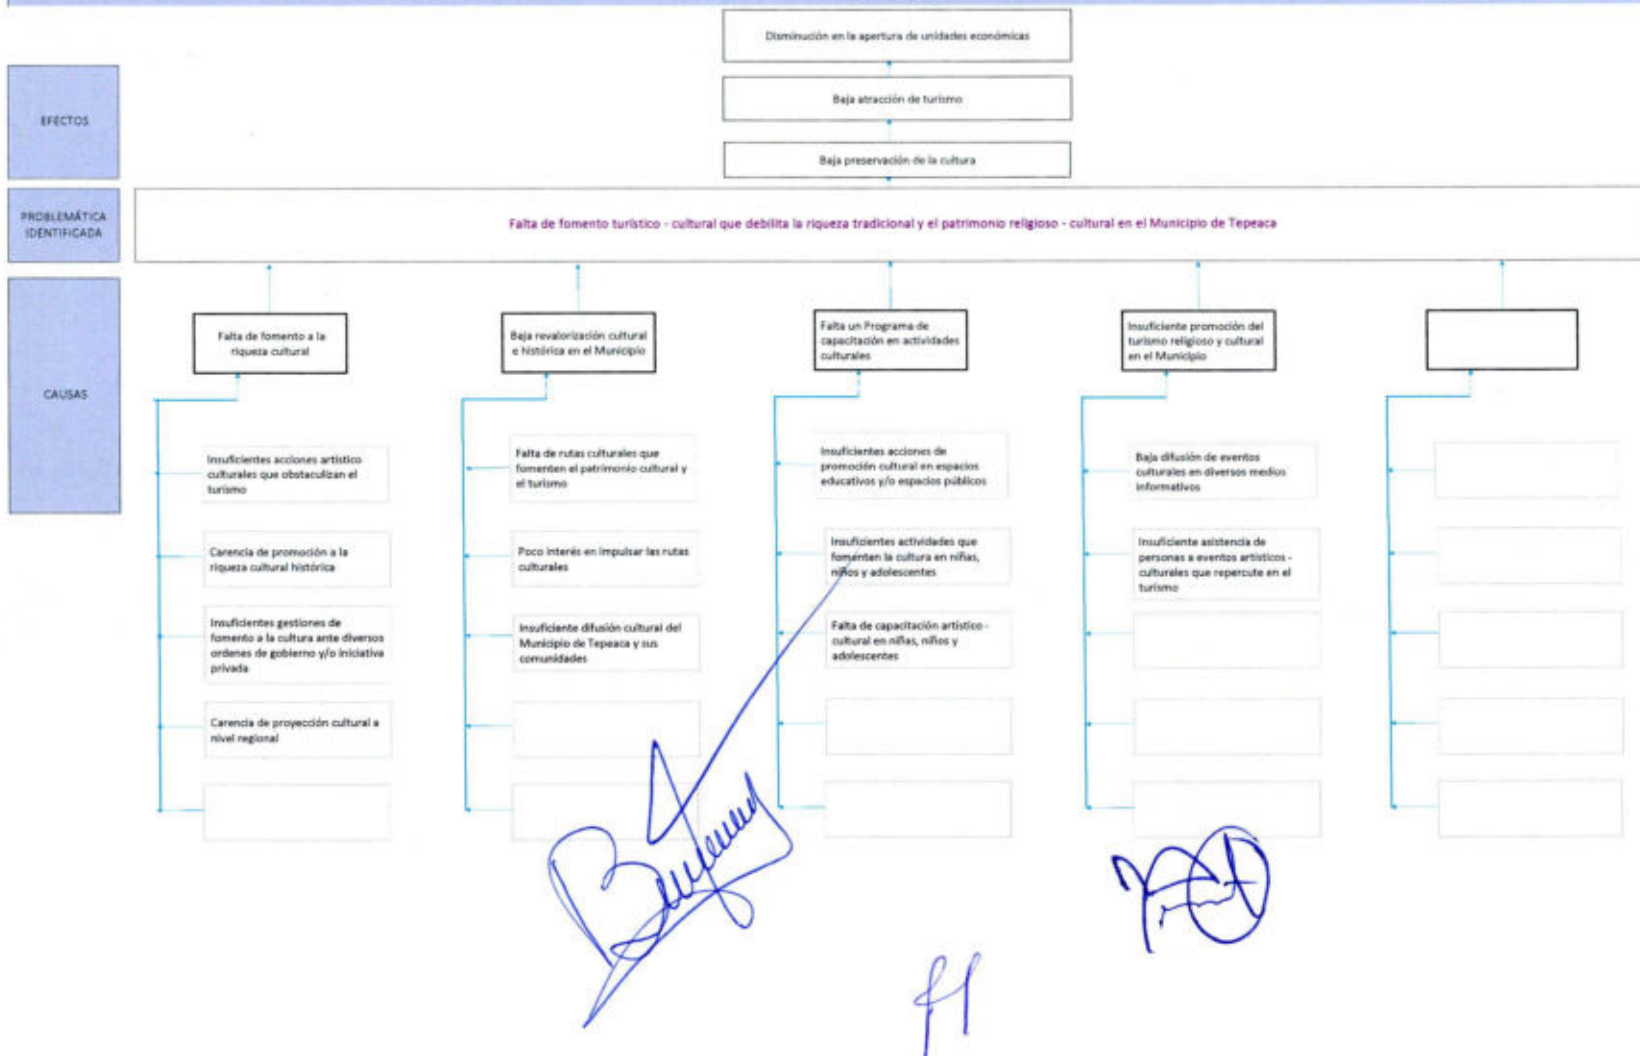 Disminución en la apertura de unidades económicas
EFECTOS
Baja atracción de turismo
Baja preservación de la cultura
PROBLEMÁTICA
IDENTIFICADA
Falta de fomento turístico - cultural que debilita la riqueza tradicional y el patrimonio religioso - cultural en el Municipio de Tepeaca
CAUSAS
Falta de fomento a la
riqueza cultural
Insuficientes acciones artístico
culturales que obstaculizan el
turismo
Carencia de promoción a la
riqueza cultural histórica
Insuficientes gestiones de
fomento a la cultura ante diversos
ordenes de gobierno y/o iniciativa
privada
Carencia de proyección cultural a
nivel regional
Baja revalorización cultural
e histórica en el Municipio
Falta de rutas culturales que
fomenten el patrimonio cultural y
el turismo
Poco interés en impulsar las rutas
culturales
Insuficiente difusión cultural del
Municipio de Tepeaca y sus
comunidades
Falta un Programa de
capacitación en actividades
culturales
Insuficientes acciones de
promoción cultural en espacios
educativos y/o espacios públicos
Insuficientes actividades que
fomenten la cultura en niñas,
niños y adolescentes
Falta de capacitación artístico -
cultural en niñas, niños y
adolescentes
Insuficiente promoción del
turismo religioso y cultural
en el Municipio
Baja difusión de eventos
culturales en diversos medios
informativos
Insuficiente asistencia de
personas a eventos artísticos -
culturales que repercute en el
turismo